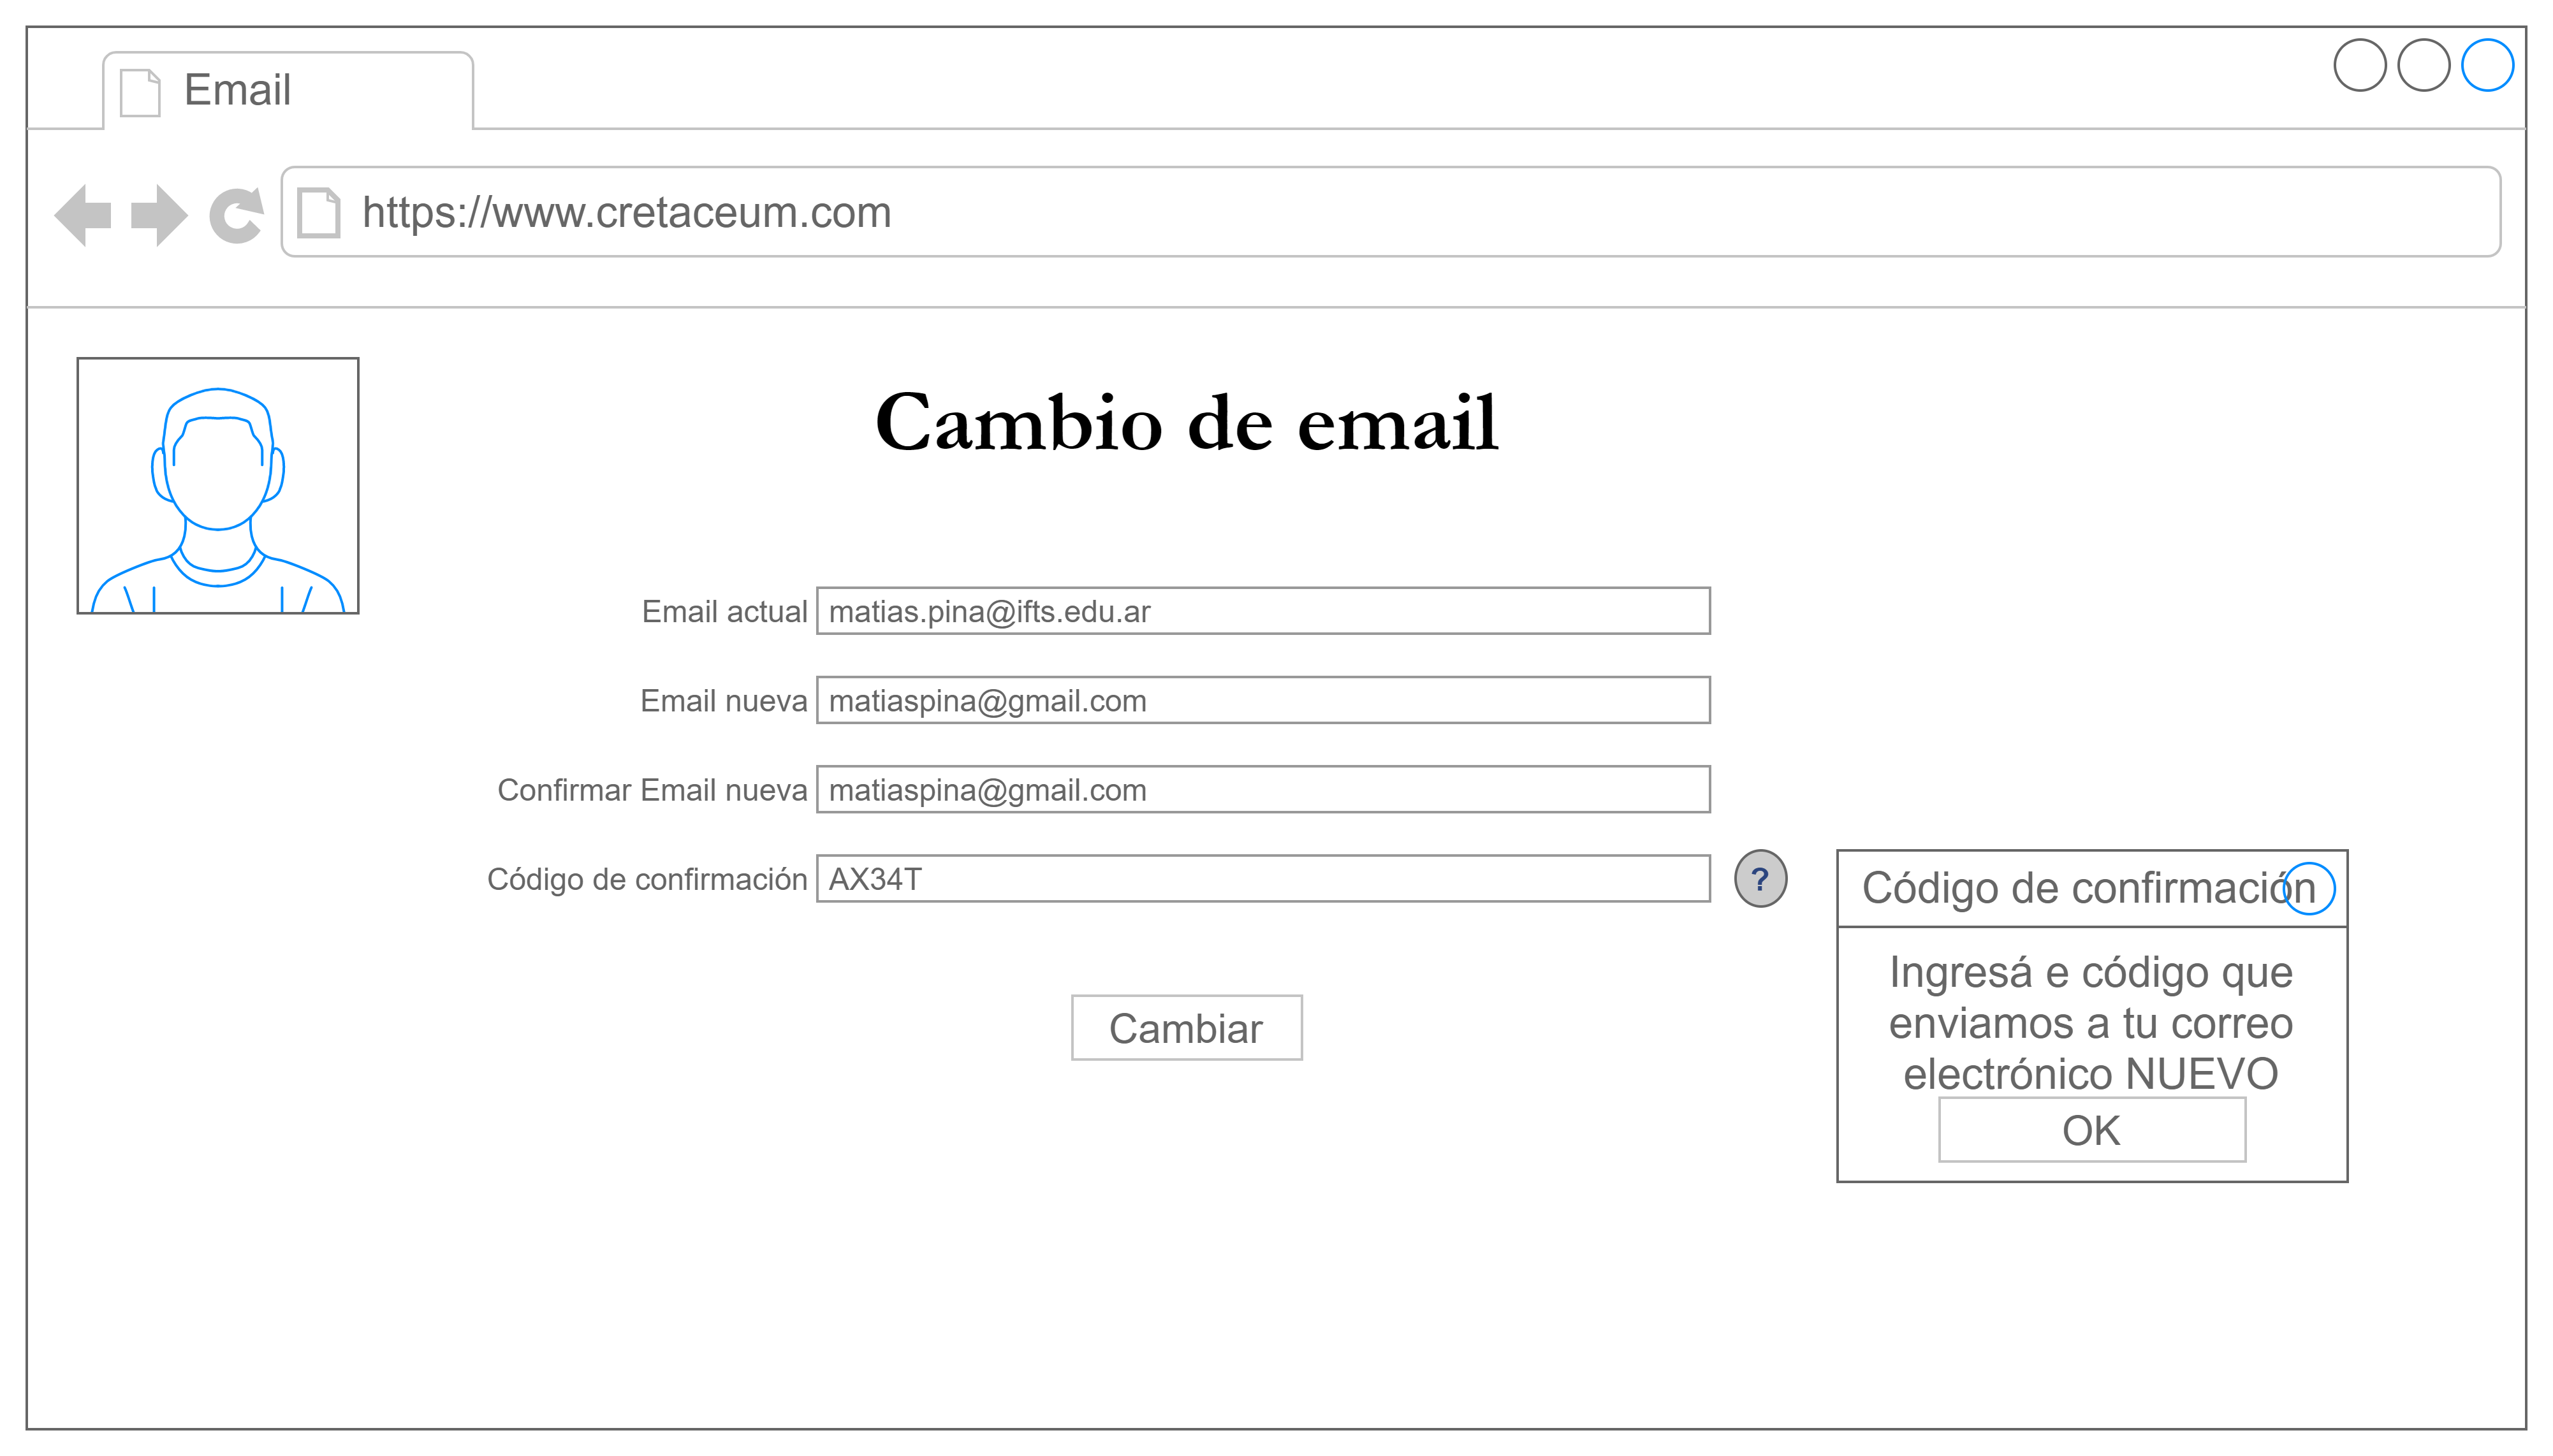 Email
https://www.cretaceum.com
Cambio de email
Email actual matias.pina@ifts.edu.ar
Email nueva matiaspina@gmail.com
Confirmar Email nueva matiaspina@gmail.com
Código de confirmación AX34T ?
Código de confirmación
Ingresá e código que
enviamos a tu correo
electrónico NUEVO
OK
Cambiar